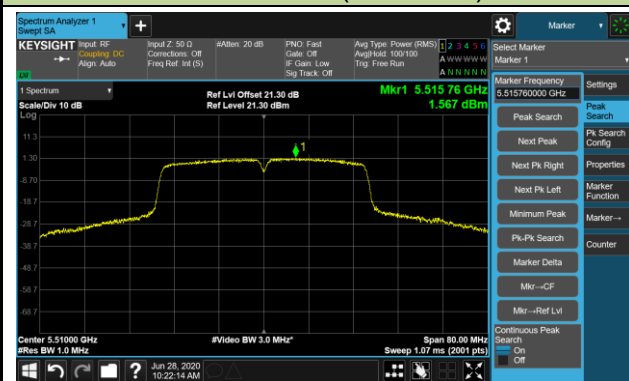 Spectrum Analyzer 1
Swept SA
+
Marker
KEYSIGHT
Input: RF
Coupling: DC
Align: Auto
Input Z: 50 Ω
Corrections: Off
Freq Ref: Int (S)
#Atten: 20 dB
PNO: Fast
Gate: Off
IF Gain: Low
Sig Track: Off
Avg Type: Power (RMS)
Avg|Hold: 100/100
Trig: Free Run
1 2 3 4 5 6
A W W W W W
A N N N N N
Select Marker
Marker 1
1 Spectrum
Scale/Div 10 dB
Log
Ref Lvl Offset 21.30 dB
Ref Level 21.30 dBm
Mkr1 5.515 76 GHz
1.567 dBm
1
11.3
1.30
-8.70
-18.7
-28.7
-38.7
-48.7
-58.7
-68.7
Center 5.51000 GHz
#Res BW 1.0 MHz
#Video BW 3.0 MHz*
Span 80.00 MHz
Sweep 1.07 ms (2001 pts)
Marker Frequency
5.515760000 GHz
Peak Search
Next Peak
Next Pk Right
Next Pk Left
Minimum Peak
Pk-Pk Search
Marker Delta
Mkr→CF
Mkr→Ref Lvl
Continuous Peak
Search
On
Off
Settings
Peak
Search
Pk Search
Config
Properties
Marker
Function
Marker→
Counter
?
Jun 28, 2020
10:22:14 AM